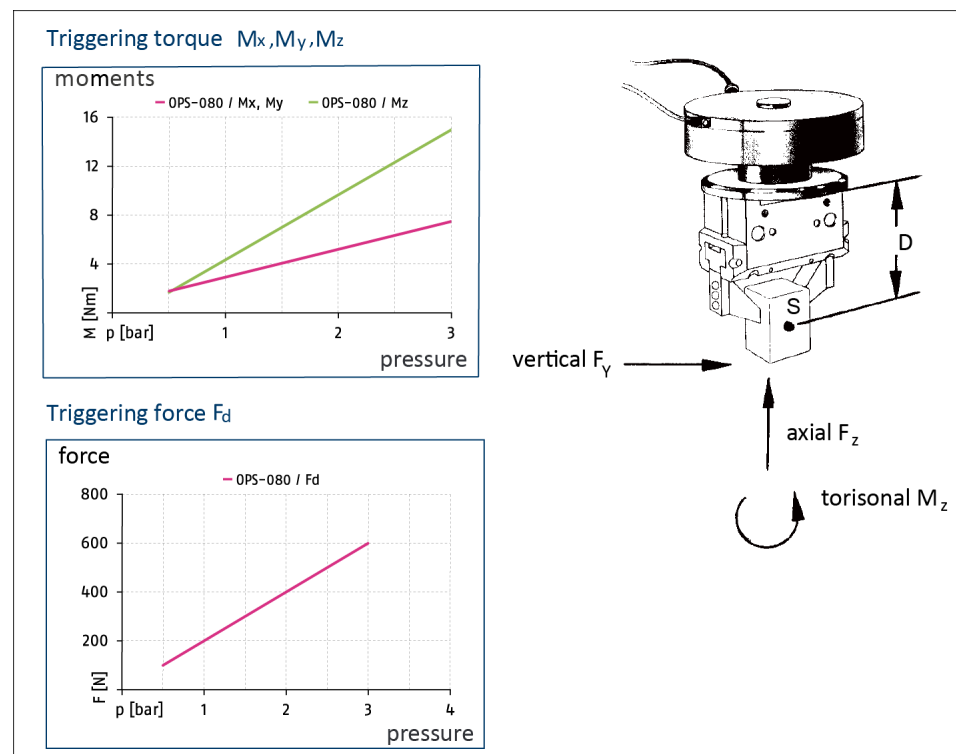 Triggering torque Mx,My,Mz
moments
OPS-080 / Mx, My OPS-080 / Mz
16
12
8
4
M [Nm]
p [bar] 1 2 3
pressure
Triggering force Fd
force
OPS-080 / Fd
800
600
400
200
F [N]
p [bar] 1 2 3 4
pressure
D
S
vertical FY
axial Fz
torisonal Mz